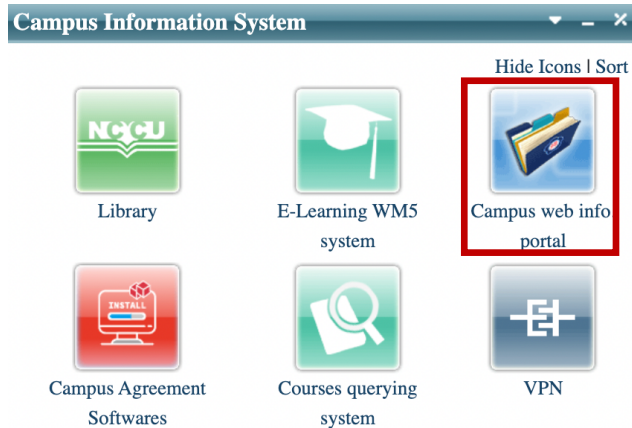 Campus Information System
Hide Icons | Sort
NCCU
Library
E-Learning WM5
system
Campus web info
portal
INSTALL
Campus Agreement
Softwares
Courses querying
system
VPN